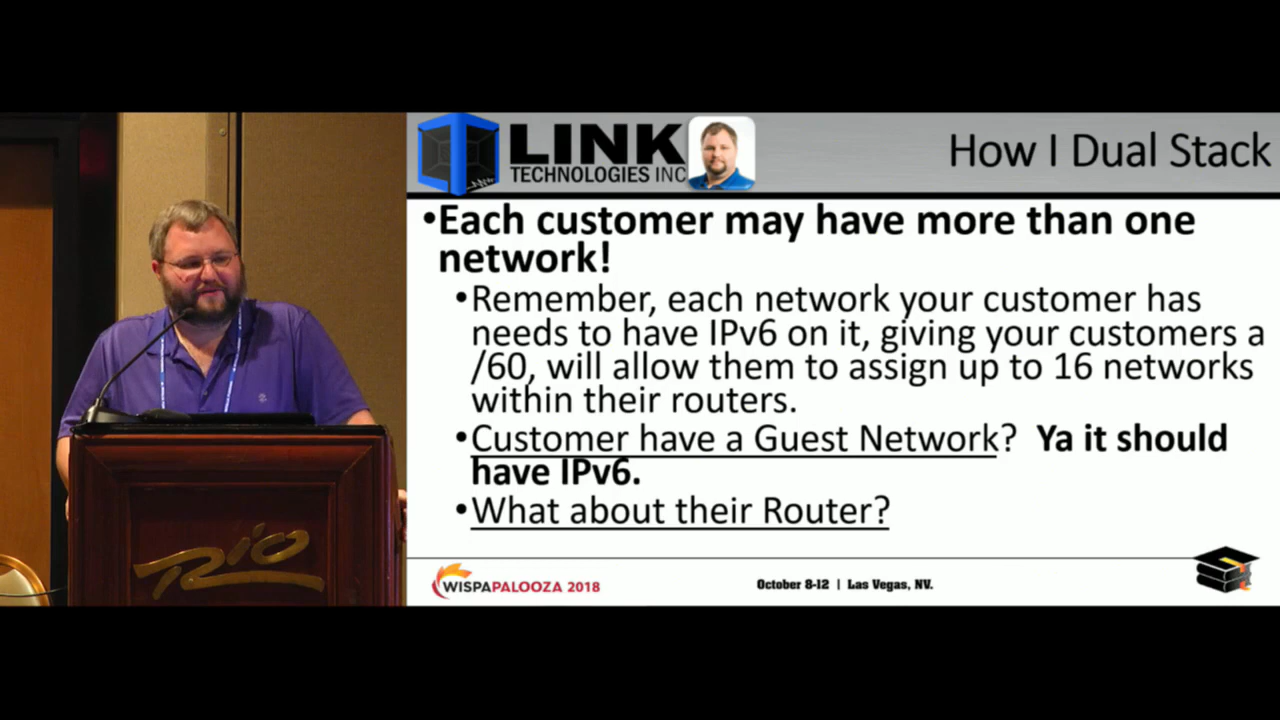 LINK
TECHNOLOGIES INC
How I Dual Stack
•Each customer may have more than one
network!
•Remember, each network your customer has
needs to have IPv6 on it, giving your customers a
/60, will allow them to assign up to 16 networks
within their routers.
•Customer have a Guest Network? Ya it should
have IPv6.
•What about their Router?
Rio
WISPAPALOOZA 2018
October 8-12 | Las Vegas, NV.